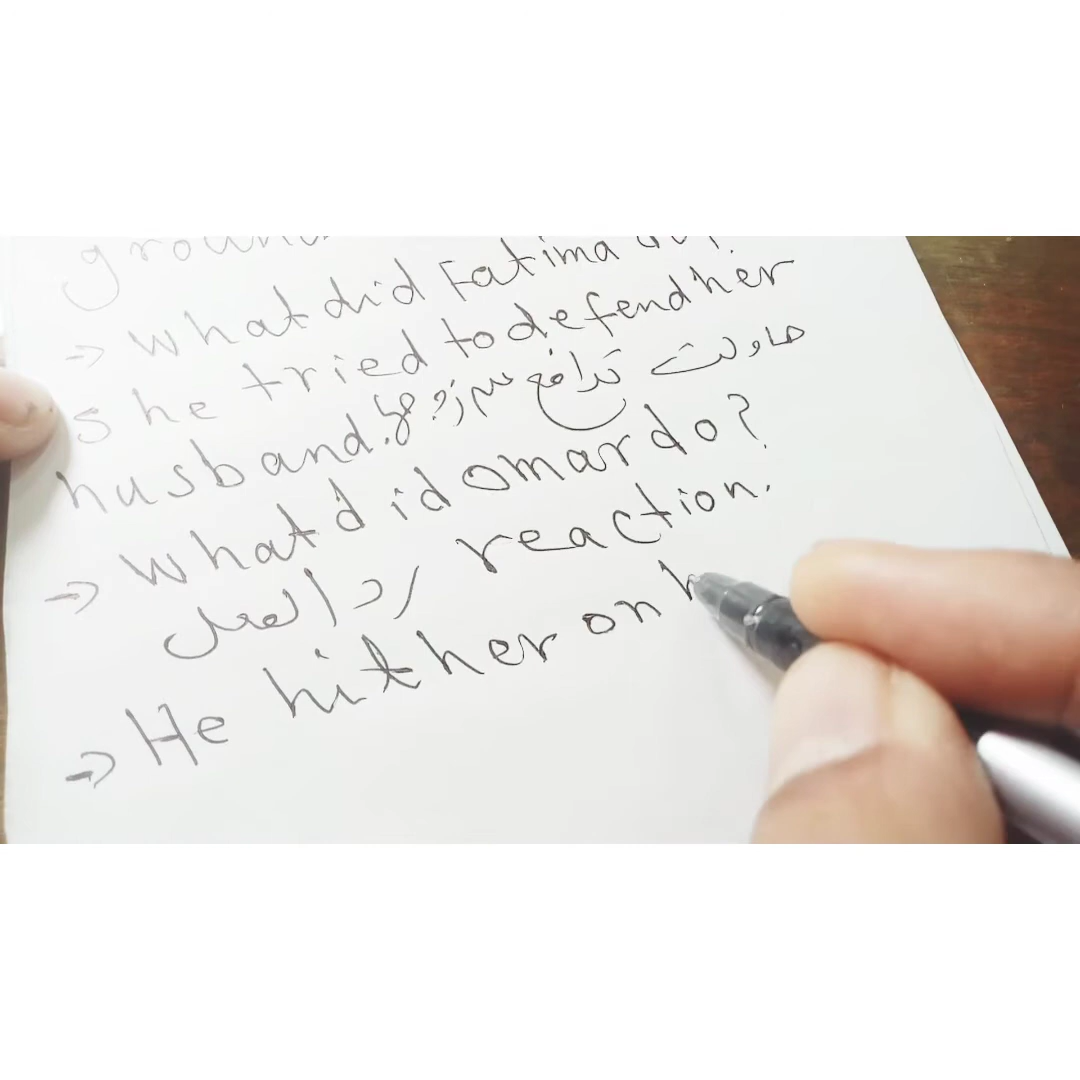 → What did Fatima
she tried to defend her
husband. حاولت تدافع عن زوجها
→ What did Omar do?
رد الفعل reaction.
→ He hit her on h